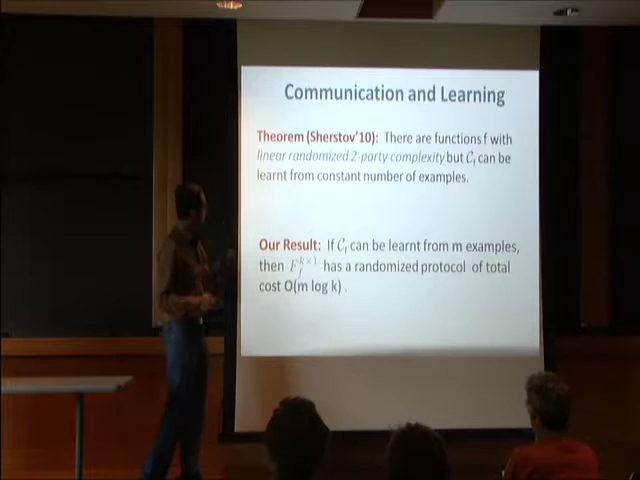 Communication and Learning
Theorem (Sherstov'10): There are functions f with
linear randomized 2-party complexity but C_f can be
learnt from constant number of examples.
Our Result: If C_f can be learnt from m examples,
then F_f^{k×1} has a randomized protocol of total
cost O(m log k) .